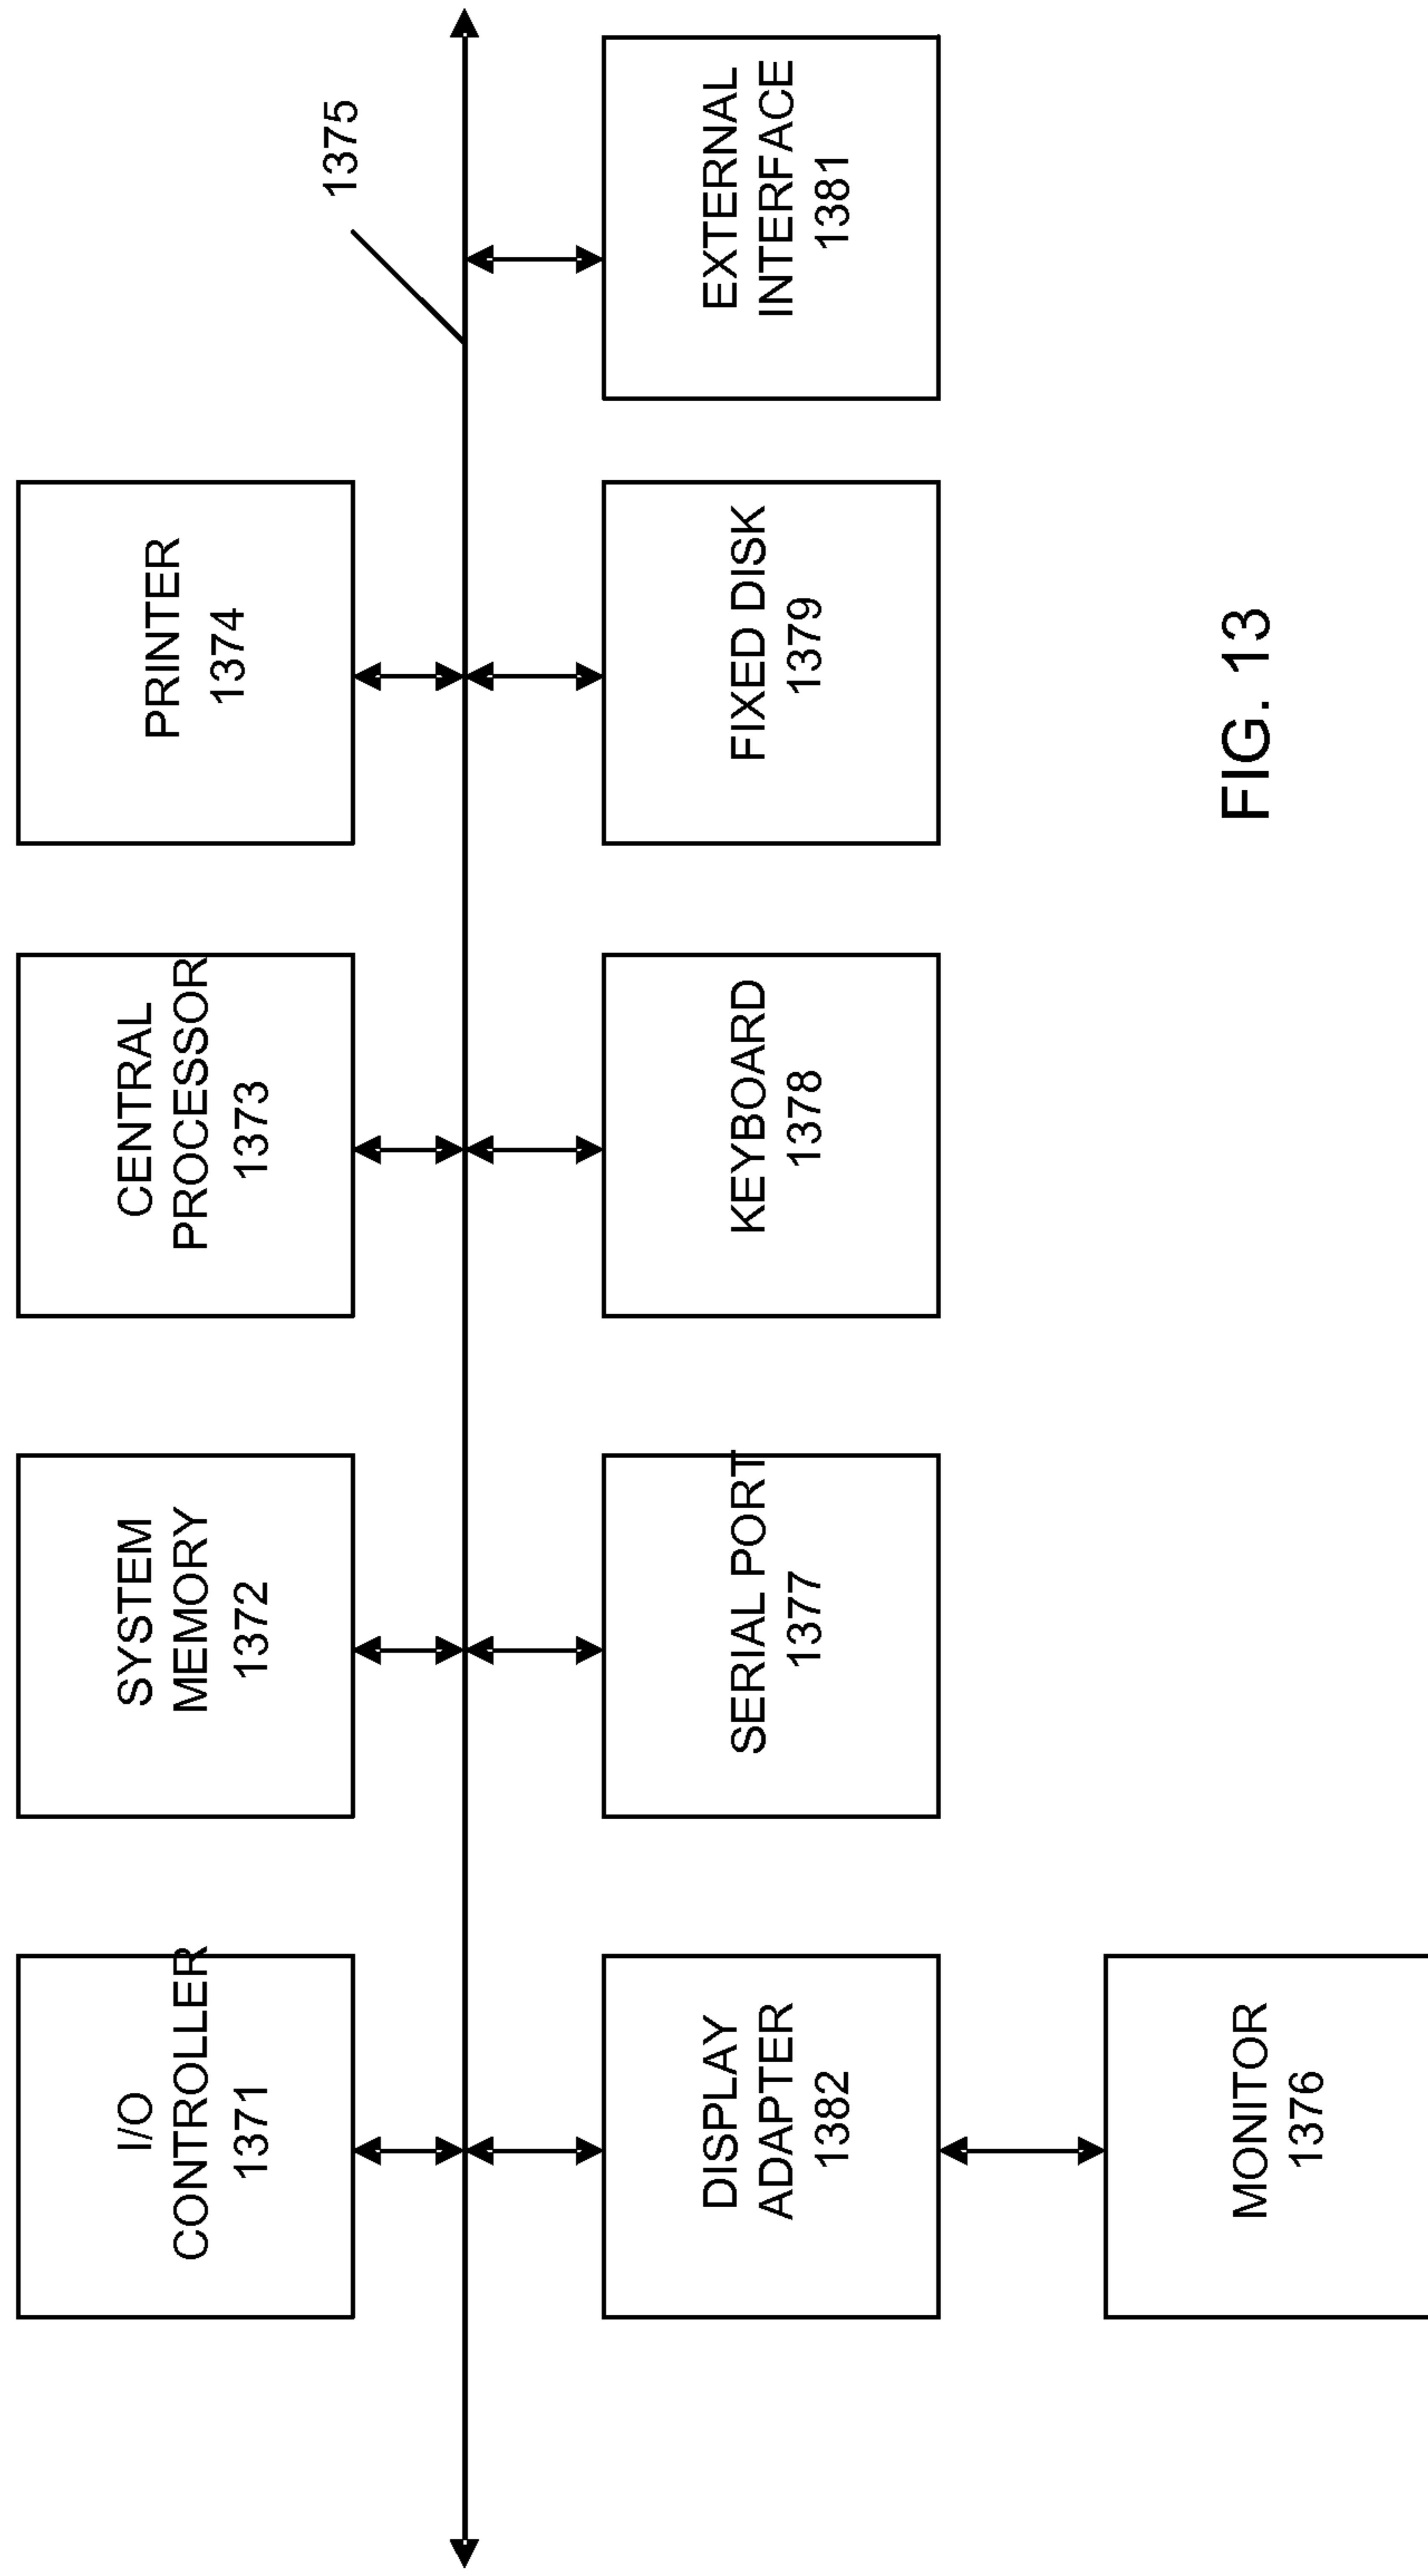 I/O
CONTROLLER
1371
SYSTEM
MEMORY
1372
CENTRAL
PROCESSOR
1373
PRINTER
1374
1375
DISPLAY
ADAPTER
1382
SERIAL PORT
1377
KEYBOARD
1378
FIXED DISK
1379
EXTERNAL
INTERFACE
1381
MONITOR
1376
FIG. 13